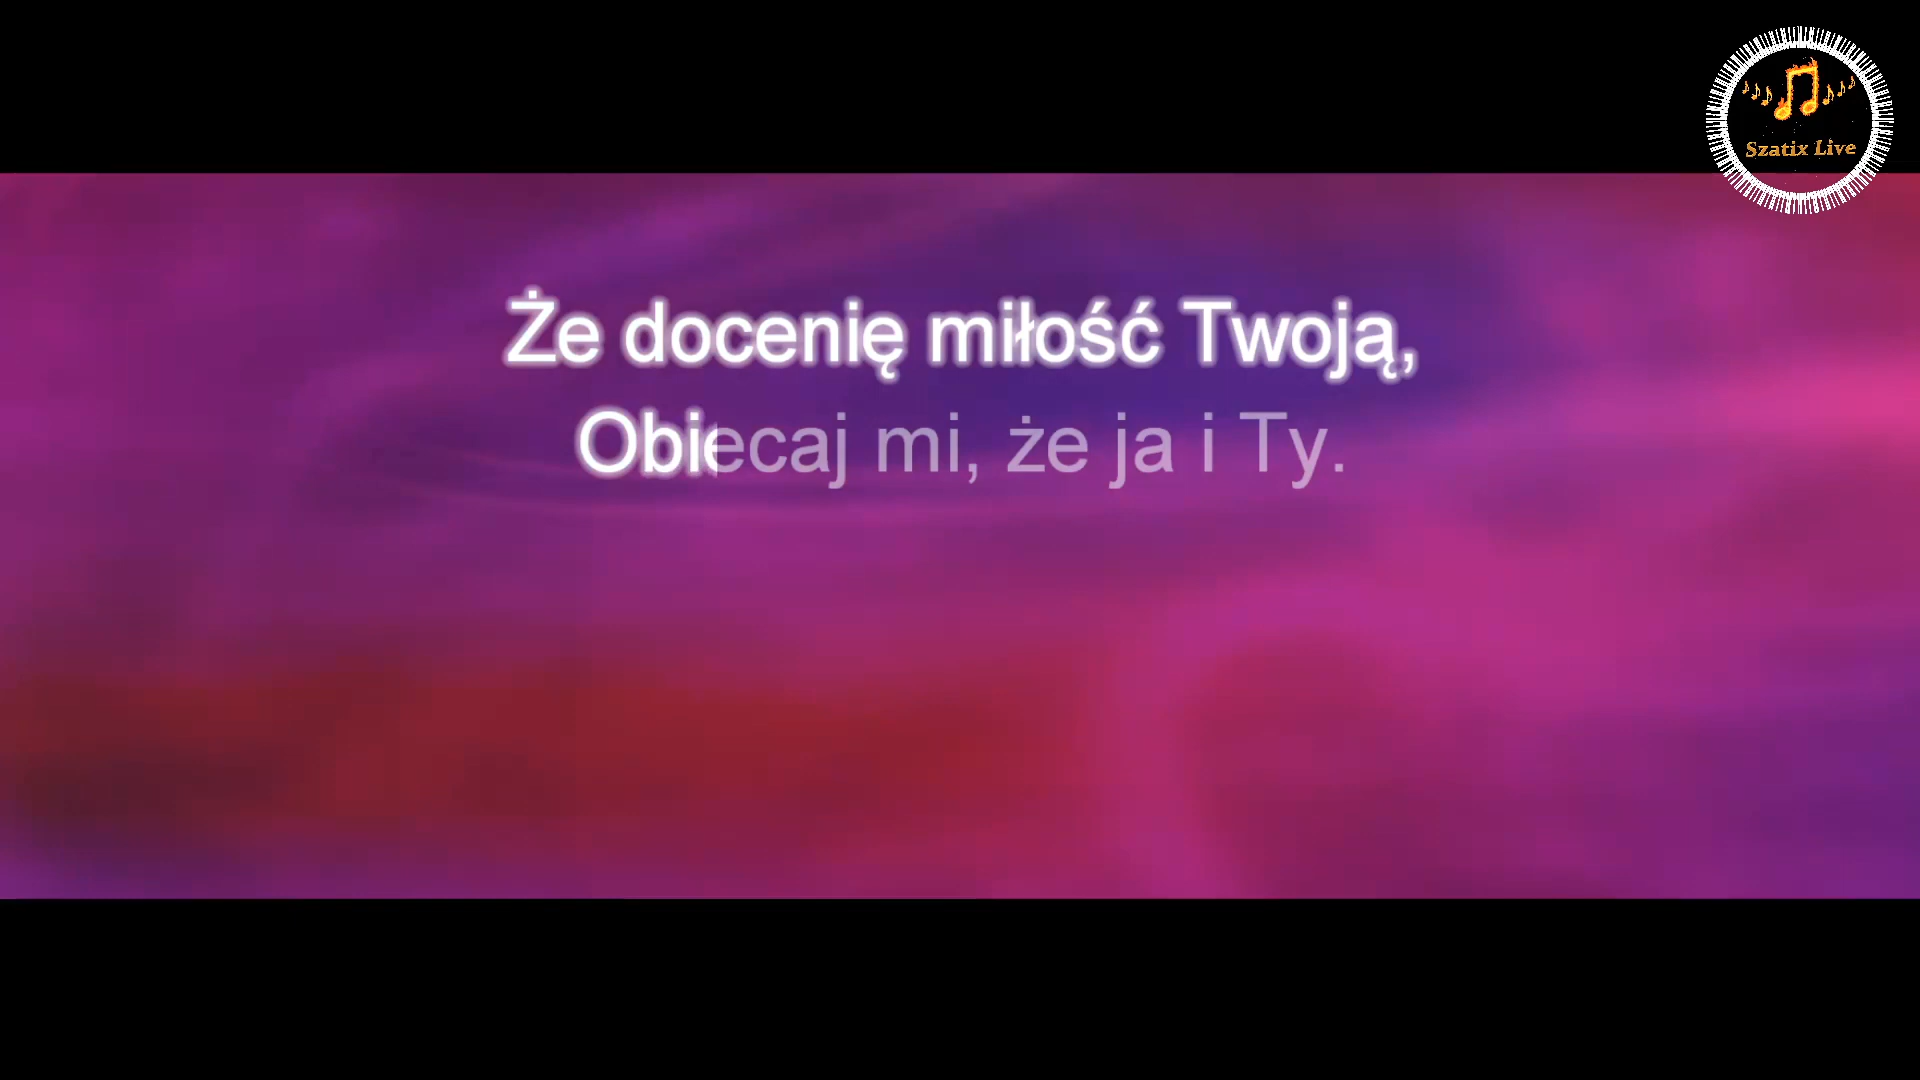 Szatix Live
Że docenię miłość Twoją,
Obiecaj mi, że ja i Ty.